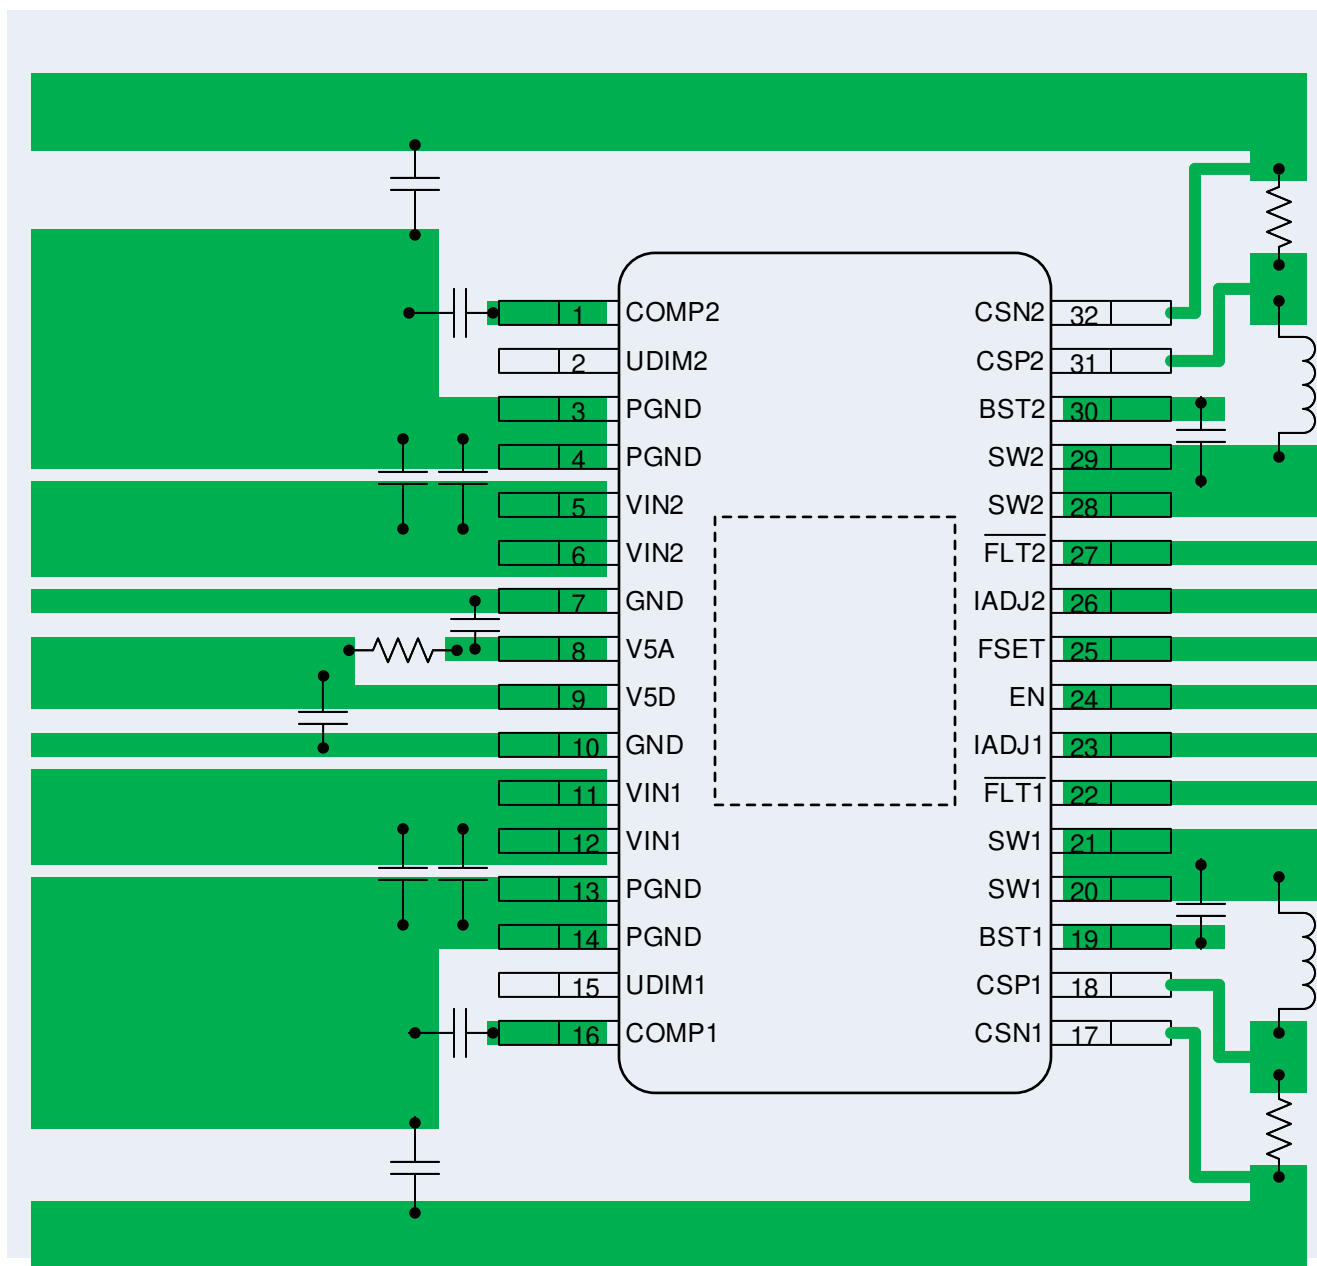 1 COMP2 CSN2 32
2 UDIM2 CSP2 31
3 PGND BST2 30
4 PGND SW2 29
5 VIN2 SW2 28
6 VIN2 FLT2 27
7 GND IADJ2 26
8 V5A FSET 25
9 V5D EN 24
10 GND IADJ1 23
11 VIN1 FLT1 22
12 VIN1 SW1 21
13 PGND SW1 20
14 PGND BST1 19
15 UDIM1 CSP1 18
16 COMP1 CSN1 17